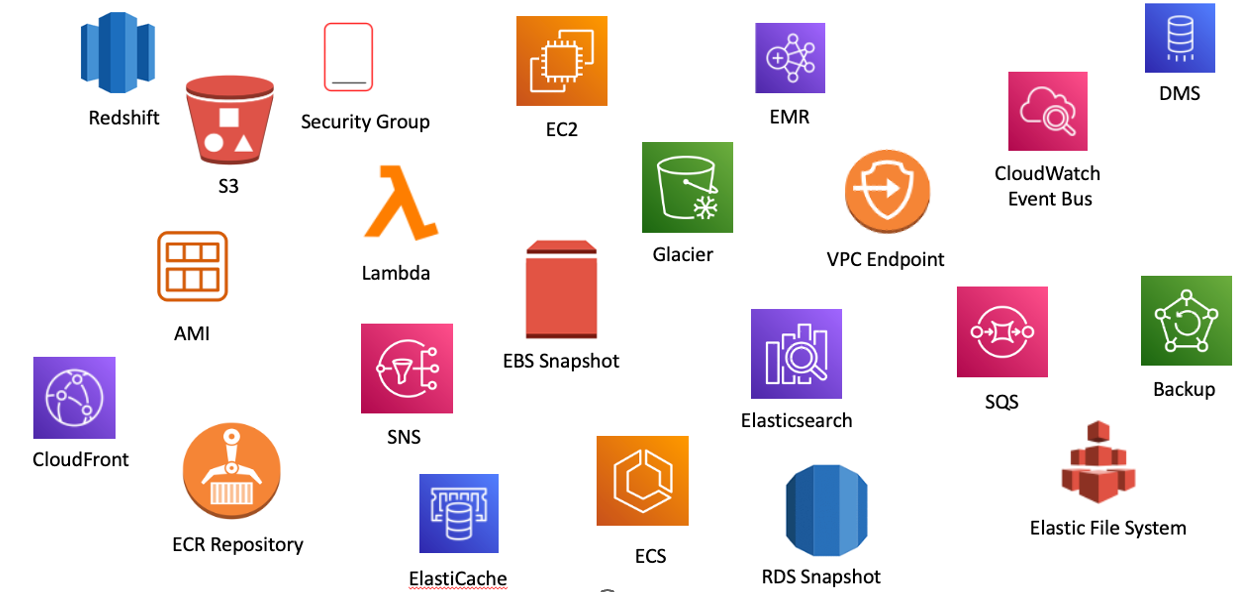 Redshift
S3
Security Group
EC2
EMR
DMS
CloudWatch
Event Bus
Lambda
Glacier
VPC Endpoint
AMI
EBS Snapshot
SNS
Elasticsearch
SQS
Backup
CloudFront
ECR Repository
ElastiCache
ECS
RDS Snapshot
Elastic File System